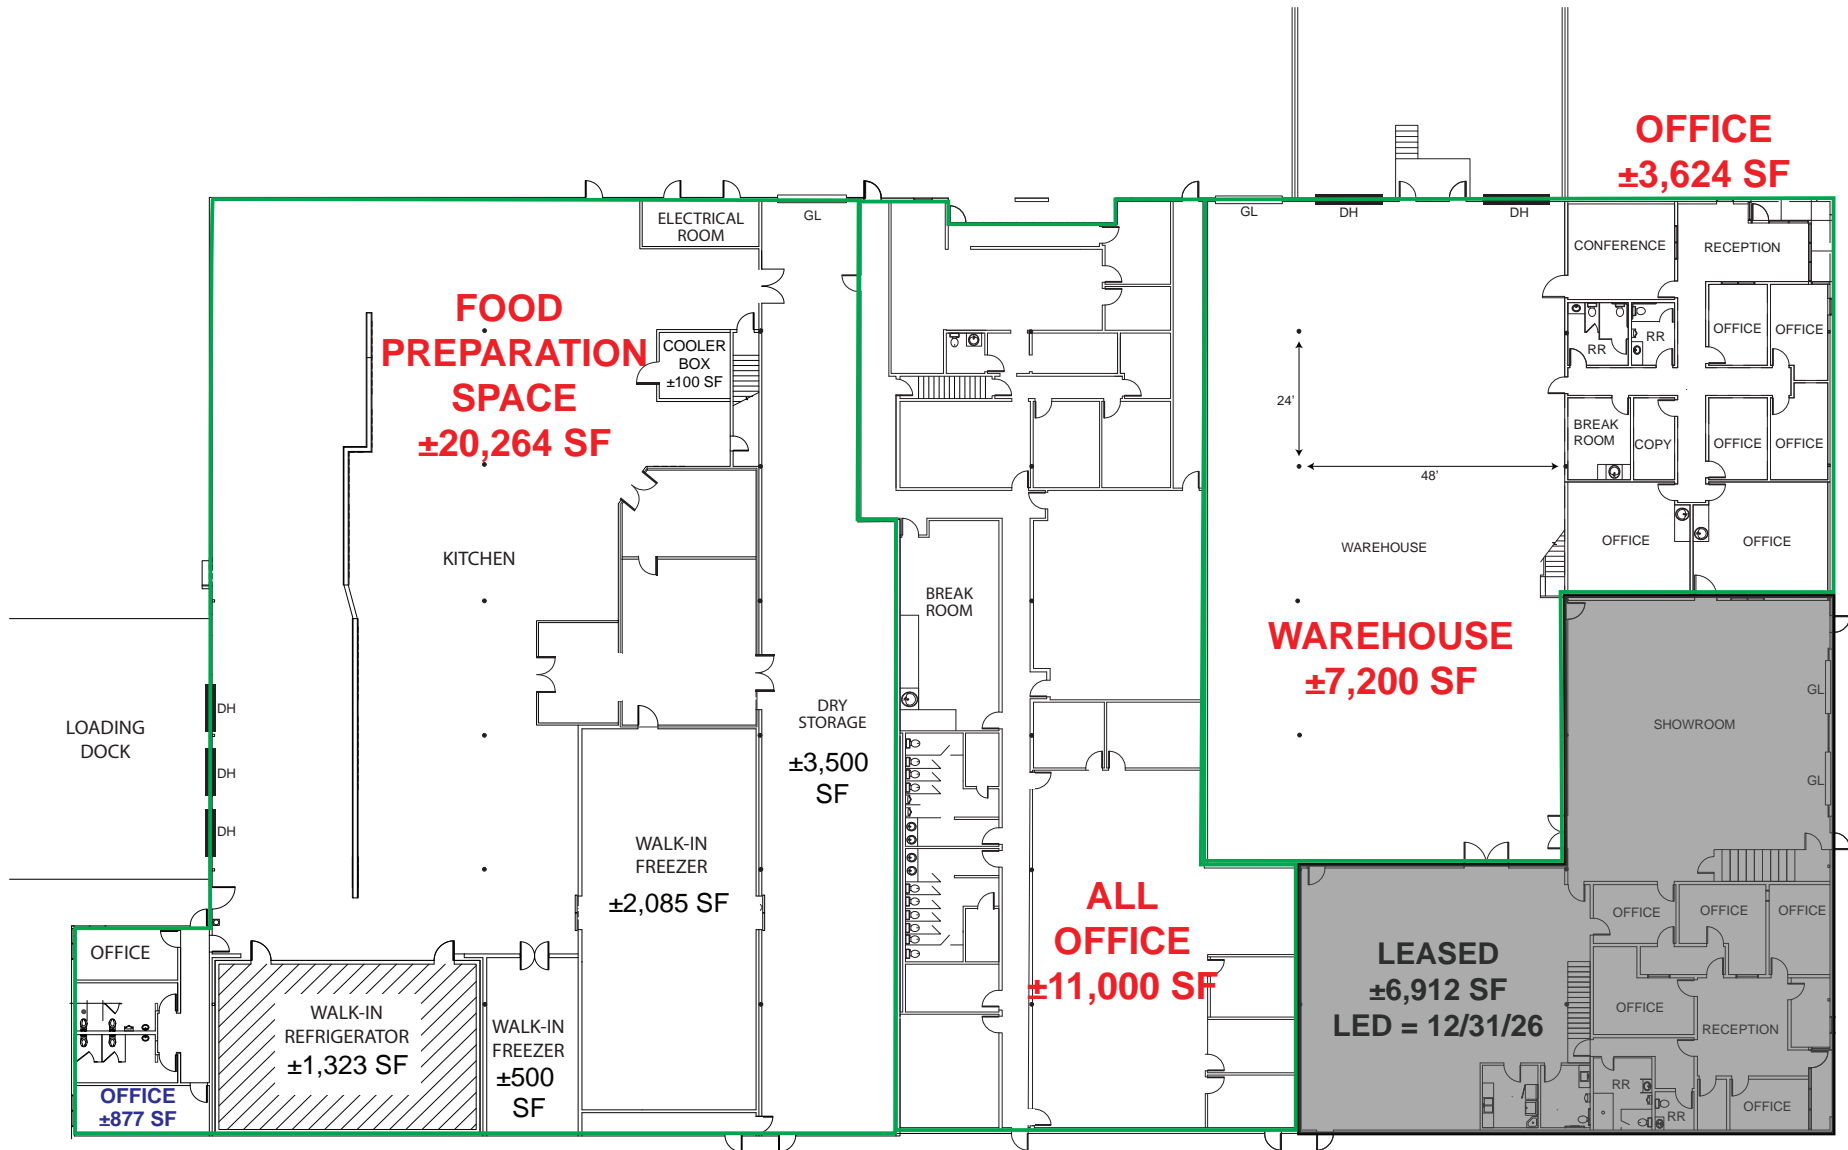 OFFICE
±3,624 SF
ELECTRICAL
ROOM
GL
GL
DH
DH
CONFERENCE
RECEPTION
FOOD
PREPARATION
SPACE
±20,264 SF
COOLER
BOX
±100 SF
RR
RR
OFFICE
OFFICE
24'
48'
BREAK
ROOM
COPY
OFFICE
OFFICE
KITCHEN
WAREHOUSE
OFFICE
OFFICE
BREAK
ROOM
WAREHOUSE
±7,200 SF
LOADING
DOCK
DH
DH
DH
DRY
STORAGE
±3,500
SF
GL
SHOWROOM
GL
WALK-IN
FREEZER
±2,085 SF
ALL
OFFICE
±11,000 SF
OFFICE
OFFICE
OFFICE
LEASED
±6,912 SF
LED = 12/31/26
OFFICE
RECEPTION
OFFICE
WALK-IN
REFRIGERATOR
±1,323 SF
WALK-IN
FREEZER
±500
SF
OFFICE
±877 SF
RR
RR
OFFICE